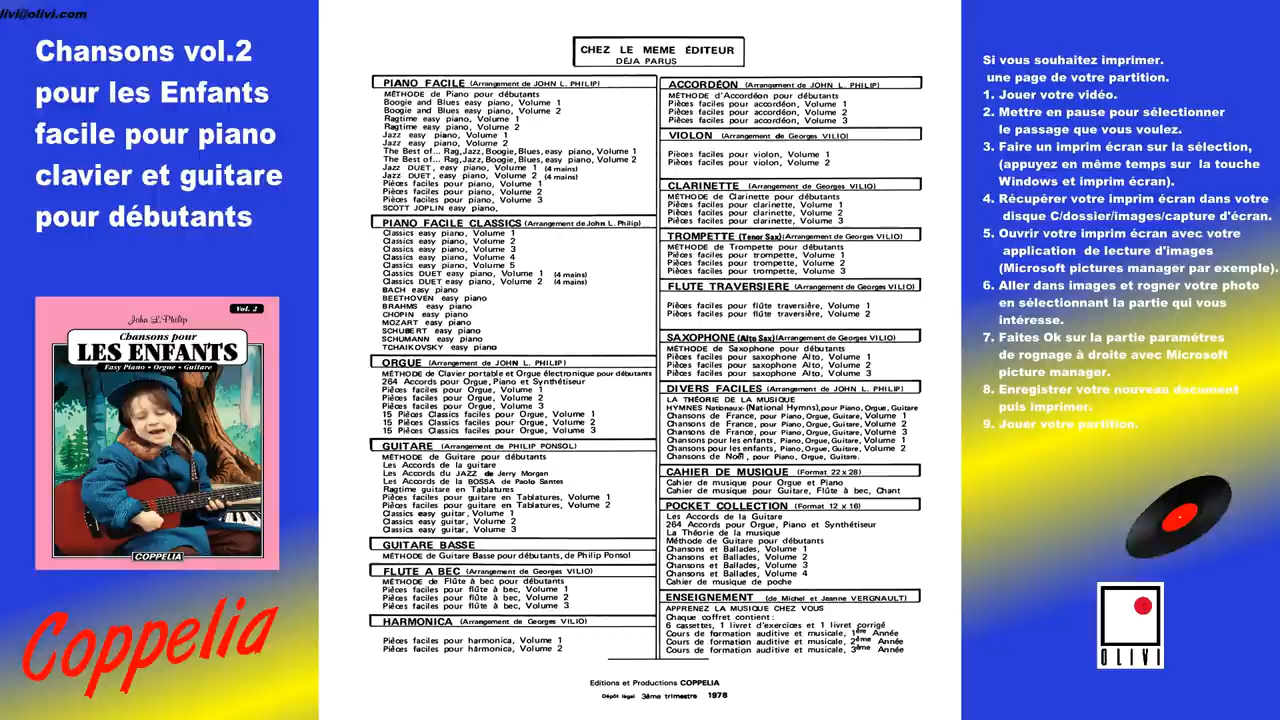 livi@olivi.com
Chansons vol.2
pour les Enfants
facile pour piano
clavier et guitare
pour débutants
Vol. 2
John L.Philip
Chansons pour
LES ENFANTS
Easy Piano • Orgue • Guitare
COPPELIA
Coppelia
CHEZ LE MEME ÉDITEUR
DÉJA PARUS
PIANO FACILE (Arrangement de JOHN L. PHILIP)
MÉTHODE de Piano pour débutants
Boogie and Blues easy piano, Volume 1
Boogie and Blues easy piano, Volume 2
Ragtime easy piano, Volume 1
Ragtime easy piano, Volume 2
Jazz easy piano, Volume 1
Jazz easy piano, Volume 2
The Best of... Rag,Jazz,Boogie,Blues,easy piano, Volume 1
The Best of... Rag,Jazz,Boogie,Blues,easy piano, Volume 2
Jazz DUET, easy piano, Volume 1 (4 mains)
Jazz DUET, easy piano, Volume 2 (4 mains)
Pièces faciles pour piano, Volume 1
Pièces faciles pour piano, Volume 2
Pièces faciles pour piano, Volume 3
SCOTT JOPLIN easy piano,
PIANO FACILE CLASSICS (Arrangement de John L. Philip)
Classics easy piano, Volume 1
Classics easy piano, Volume 2
Classics easy piano, Volume 3
Classics easy piano, Volume 4
Classics easy piano, Volume 5
Classics DUET easy piano, Volume 1 (4 mains)
Classics DUET easy piano, Volume 2 (4 mains)
BACH easy piano
BEETHOVEN easy piano
BRAHMS easy piano
CHOPIN easy piano
MOZART easy piano
SCHUBERT easy piano
SCHUMANN easy piano
TCHAIKOVSKY easy piano
ORGUE (Arrangement de JOHN L. PHILIP)
MÉTHODE de Clavier portable et Orgue électronique pour débutants
264 Accords pour Orgue, Piano et Synthétiseur
Pièces faciles pour Orgue, Volume 1
Pièces faciles pour Orgue, Volume 2
Pièces faciles pour Orgue, Volume 3
15 Pièces Classics faciles pour Orgue, Volume 1
15 Pièces Classics faciles pour Orgue, Volume 2
15 Pièces Classics faciles pour Orgue, Volume 3
GUITARE (Arrangement de PHILIP PONSOL)
MÉTHODE de Guitare pour débutants
Les Accords de la guitare
Les Accords du JAZZ de Jerry Morgan
Les Accords de la BOSSA de Paolo Santes
Ragtime guitare en Tablatures
Pièces faciles pour guitare en Tablatures, Volume 1
Pièces faciles pour guitare en Tablatures, Volume 2
Classics easy guitar, Volume 1
Classics easy guitar, Volume 2
Classics easy guitar, Volume 3
GUITARE BASSE
MÉTHODE de Guitare Basse pour débutants, de Philip Ponsol
FLUTE A BEC (Arrangement de Georges VILIO)
MÉTHODE de Flûte à bec pour débutants
Pièces faciles pour flûte à bec, Volume 1
Pièces faciles pour flûte à bec, Volume 2
Pièces faciles pour flûte à bec, Volume 3
HARMONICA (Arrangement de Georges VILIO)
Pièces faciles pour harmonica, Volume 1
Pièces faciles pour harmonica, Volume 2
ACCORDÉON (Arrangement de JOHN L. PHILIP)
MÉTHODE d'Accordéon pour débutants
Pièces faciles pour accordéon, Volume 1
Pièces faciles pour accordéon, Volume 2
Pièces faciles pour accordéon, Volume 3
VIOLON (Arrangement de Georges VILIO)
Pièces faciles pour violon, Volume 1
Pièces faciles pour violon, Volume 2
CLARINETTE (Arrangement de Georges VILIO)
MÉTHODE de Clarinette pour débutants
Pièces faciles pour clarinette, Volume 1
Pièces faciles pour clarinette, Volume 2
Pièces faciles pour clarinette, Volume 3
TROMPETTE (Tenor Sax)(Arrangement de Georges VILIO)
MÉTHODE de Trompette pour débutants
Pièces faciles pour trompette, Volume 1
Pièces faciles pour trompette, Volume 2
Pièces faciles pour trompette, Volume 3
FLUTE TRAVERSIERE (Arrangement de Georges VILIO)
Pièces faciles pour flûte traversière, Volume 1
Pièces faciles pour flûte traversière, Volume 2
SAXOPHONE (Alto Sax)(Arrangement de Georges VILIO)
MÉTHODE de Saxophone pour débutants
Pièces faciles pour saxophone Alto, Volume 1
Pièces faciles pour saxophone Alto, Volume 2
Pièces faciles pour saxophone Alto, Volume 3
DIVERS FACILES (Arrangement de JOHN L. PHILIP)
LA THÉORIE DE LA MUSIQUE
HYMNES Nationaux-(National Hymns),pour Piano, Orgue, Guitare
Chansons de France, pour Piano, Orgue, Guitare, Volume 1
Chansons de France, pour Piano, Orgue, Guitare, Volume 2
Chansons de France, pour Piano, Orgue, Guitare, Volume 3
Chansons pour les enfants, Piano, Orgue, Guitare, Volume 1
Chansons pour les enfants, Piano, Orgue, Guitare, Volume 2
Chansons de Noël, pour Piano, Orgue, Guitare.
CAHIER DE MUSIQUE (Format 22 x 28)
Cahier de musique pour Orgue et Piano
Cahier de musique pour Guitare, Flûte à bec, Chant
POCKET COLLECTION (Format 12 x 16)
Les Accords de la Guitare
264 Accords pour Orgue, Piano et Synthétiseur
La Théorie de la musique
Méthode de Guitare pour débutants
Chansons et Ballades, Volume 1
Chansons et Ballades, Volume 2
Chansons et Ballades, Volume 3
Chansons et Ballades, Volume 4
Cahier de musique de poche
ENSEIGNEMENT (de Michel et Jeanne VERGNAULT)
APPRENEZ LA MUSIQUE CHEZ VOUS
Chaque coffret contient:
6 cassettes, 1 livret d'exercices et 1 livret corrigé
Cours de formation auditive et musicale, 1ère Année
Cours de formation auditive et musicale, 2ème Année
Cours de formation auditive et musicale, 3ème Année
Editions et Productions COPPELIA
Dépôt légal 3ème trimestre 1978
Si vous souhaitez imprimer.
une page de votre partition.
1. Jouer votre vidéo.
2. Mettre en pause pour sélectionner
le passage que vous voulez.
3. Faire un imprim écran sur la sélection,
(appuyez en même temps sur la touche
Windows et imprim écran).
4. Récupérer votre imprim écran dans votre
disque C/dossier/images/capture d'écran.
5. Ouvrir votre imprim écran avec votre
application de lecture d'images
(Microsoft pictures manager par exemple).
6. Aller dans images et rogner votre photo
en sélectionnant la partie qui vous
intéresse.
7. Faites Ok sur la partie paramètres
de rognage à droite avec Microsoft
picture manager.
8. Enregistrer votre nouveau document
puis imprimer.
9. Jouer votre partition.
OLIVI